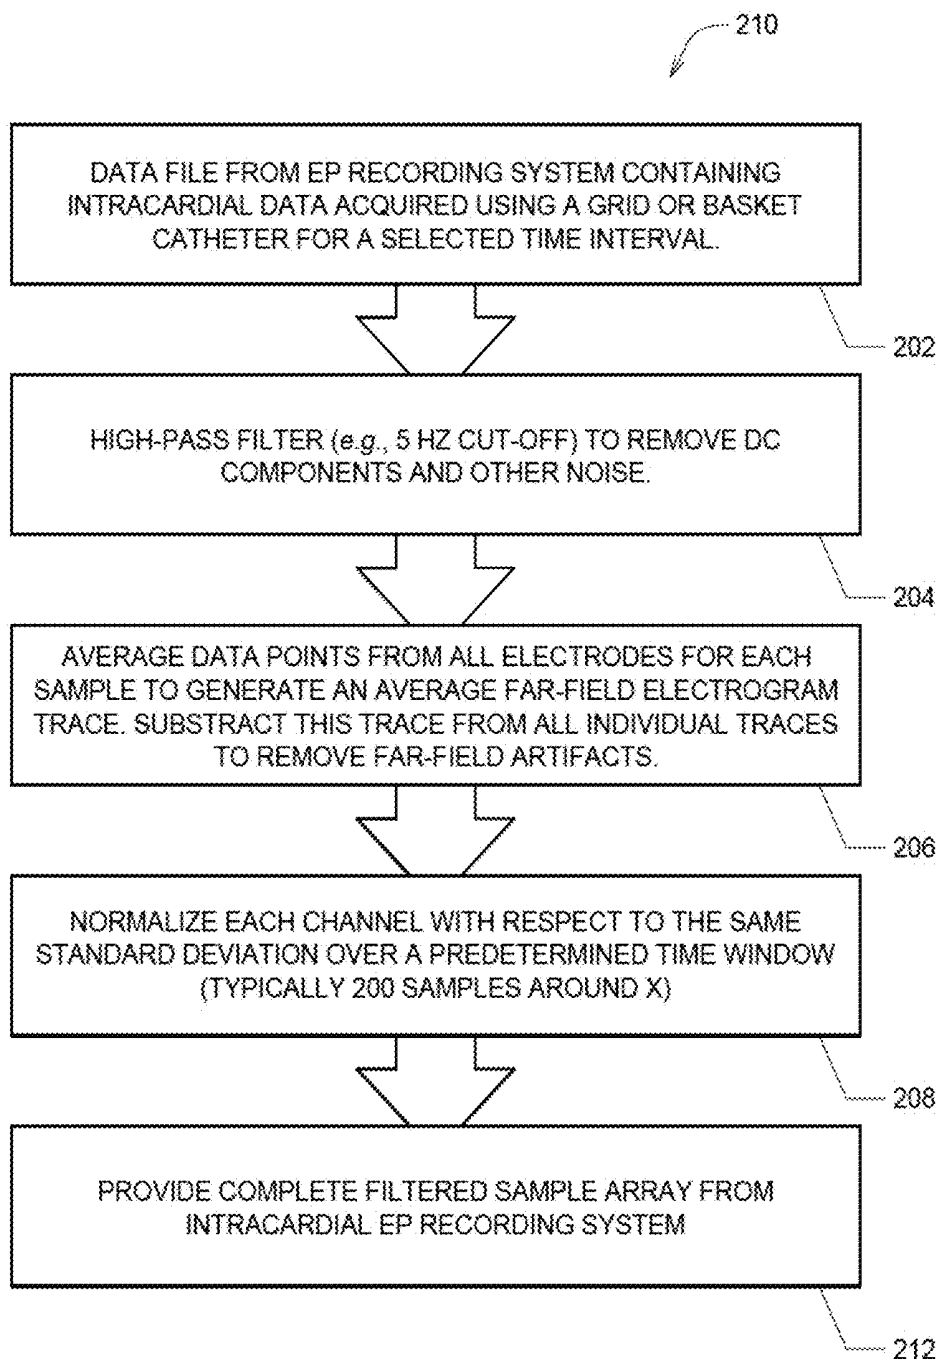 210
DATA FILE FROM EP RECORDING SYSTEM CONTAINING
INTRACARDIAL DATA ACQUIRED USING A GRID OR BASKET
CATHETER FOR A SELECTED TIME INTERVAL.
202
HIGH-PASS FILTER (e.g., 5 HZ CUT-OFF) TO REMOVE DC
COMPONENTS AND OTHER NOISE.
204
AVERAGE DATA POINTS FROM ALL ELECTRODES FOR EACH
SAMPLE TO GENERATE AN AVERAGE FAR-FIELD ELECTROGRAM
TRACE. SUBSTRACT THIS TRACE FROM ALL INDIVIDUAL TRACES
TO REMOVE FAR-FIELD ARTIFACTS.
206
NORMALIZE EACH CHANNEL WITH RESPECT TO THE SAME
STANDARD DEVIATION OVER A PREDETERMINED TIME WINDOW
(TYPICALLY 200 SAMPLES AROUND X)
208
PROVIDE COMPLETE FILTERED SAMPLE ARRAY FROM
INTRACARDIAL EP RECORDING SYSTEM
212